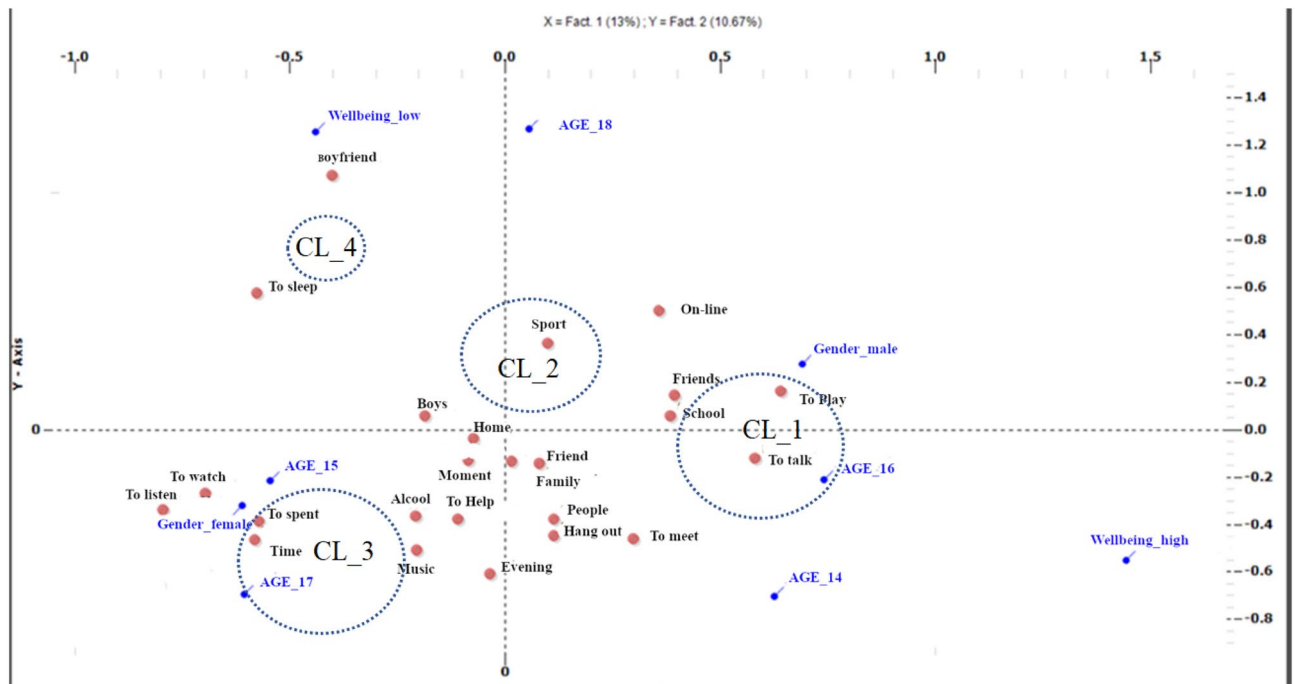 X = Fact. 1 (13%) ; Y = Fact. 2 (10.67%)
-1.0 -0.5 0.0 0.5 1.0 1.5
1.4
Wellbeing_low
AGE_18
1.2
Boyfriend
1.0
CL_4
0.8
To sleep
0.6
On-line
Sport
0.4
Gender_male
CL_2
Y - Axis
Friends
0.2
To Play
Boys
School
Home
CL_1
0
0.0
Friend
To talk
AGE_16
AGE_15
Moment
Family
To watch
-0.2
To listen
Alcool
To Help
People
To spent
Gender_female
-0.4
Hang out
To meet
Wellbeing_high
Time
CL_3
Music
Evening
-0.6
AGE_17
AGE_14
-0.8
0